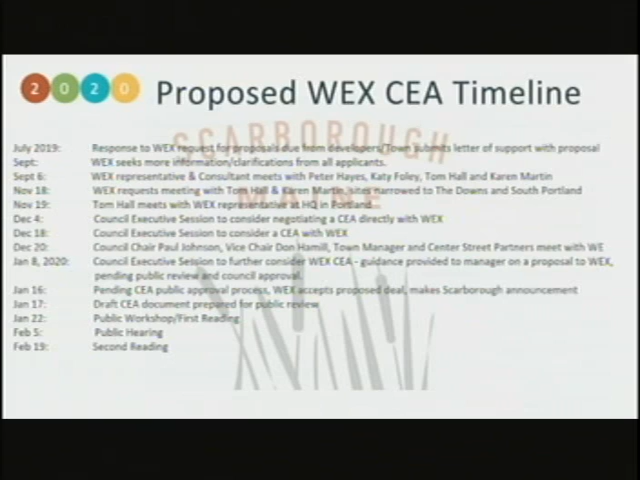 2 0 2 0 Proposed WEX CEA Timeline
SCARBOROUGH
MAINE
July 2019: Response to WEX request for proposals due from developers/Town submits letter of support with proposal
Sept: WEX seeks more information/clarifications from all applicants.
Sept 6: WEX representative & Consultant meets with Peter Hayes, Katy Foley, Tom Hall and Karen Martin
Nov 18: WEX requests meeting with Tom Hall & Karen Martin, sites narrowed to The Downs and South Portland
Nov 19: Tom Hall meets with WEX representative at HQ in Portland
Dec 4: Council Executive Session to consider negotiating a CEA directly with WEX
Dec 18: Council Executive Session to consider a CEA with WEX
Dec 20: Council Chair Paul Johnson, Vice Chair Don Hamill, Town Manager and Center Street Partners meet with WE
Jan 8, 2020: Council Executive Session to further consider WEX CEA - guidance provided to manager on a proposal to WEX,
pending public review and council approval.
Jan 16: Pending CEA public approval process, WEX accepts proposed deal, makes Scarborough announcement
Jan 17: Draft CEA document prepared for public review
Jan 22: Public Workshop/First Reading
Feb 5: Public Hearing
Feb 19: Second Reading